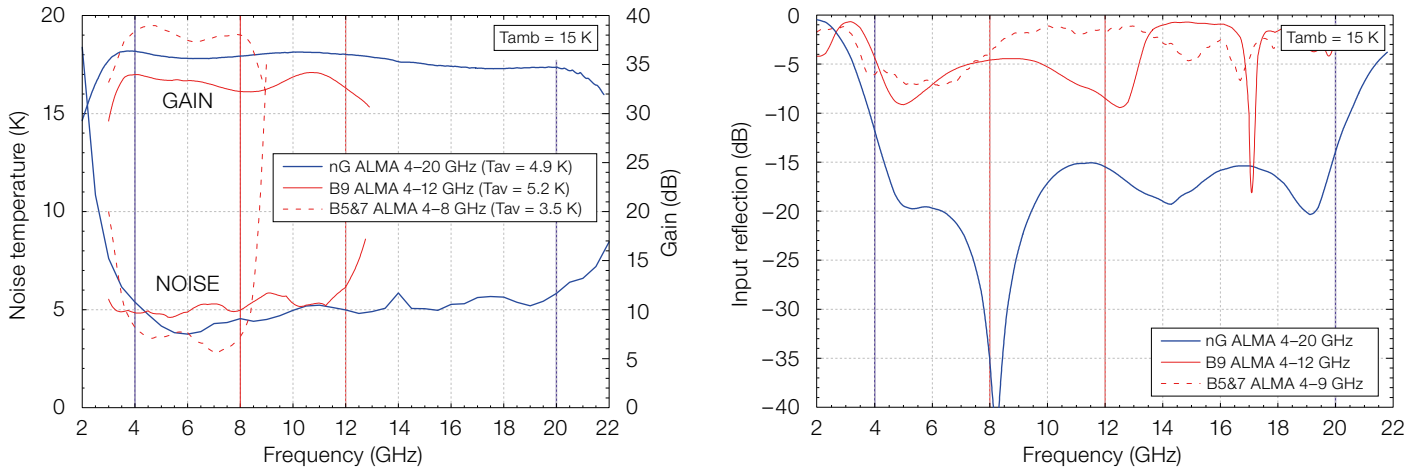 20
15
10
5
0
Noise temperature (K)
40
35
30
25
20
15
10
5
0
Gain (dB)
Tamb = 15 K
GAIN
nG ALMA 4–20 GHz (Tav = 4.9 K)
B9 ALMA 4–12 GHz (Tav = 5.2 K)
B5&7 ALMA 4–8 GHz (Tav = 3.5 K)
NOISE
2 4 6 8 10 12 14 16 18 20 22
Frequency (GHz)
0
−5
−10
−15
−20
−25
−30
−35
−40
Input reflection (dB)
Tamb = 15 K
nG ALMA 4–20 GHz
B9 ALMA 4–12 GHz
B5&7 ALMA 4–9 GHz
2 4 6 8 10 12 14 16 18 20 22
Frequency (GHz)